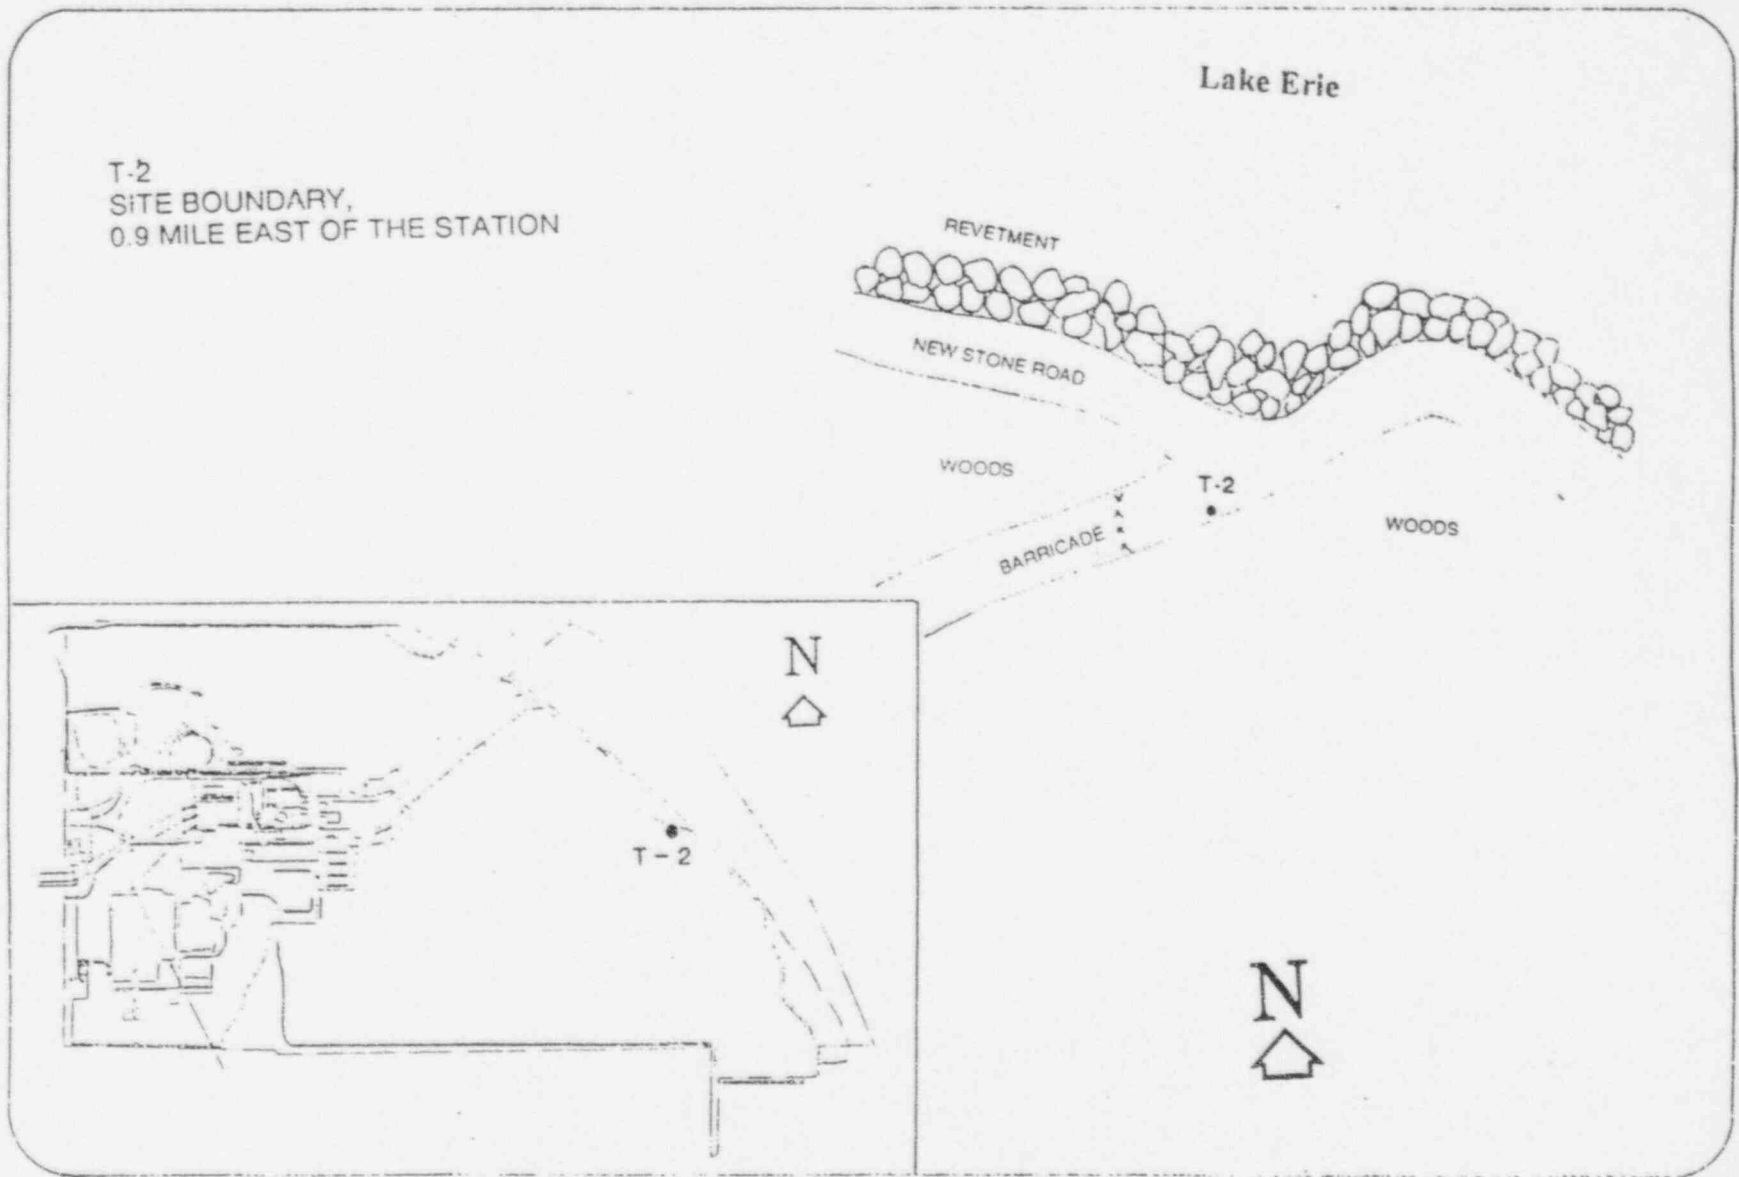 Lake Erie
T-2
SITE BOUNDARY,
0.9 MILE EAST OF THE STATION
REVETMENT
NEW STONE ROAD
WOODS
T-2
WOODS
BARRICADE
N
T-2
N